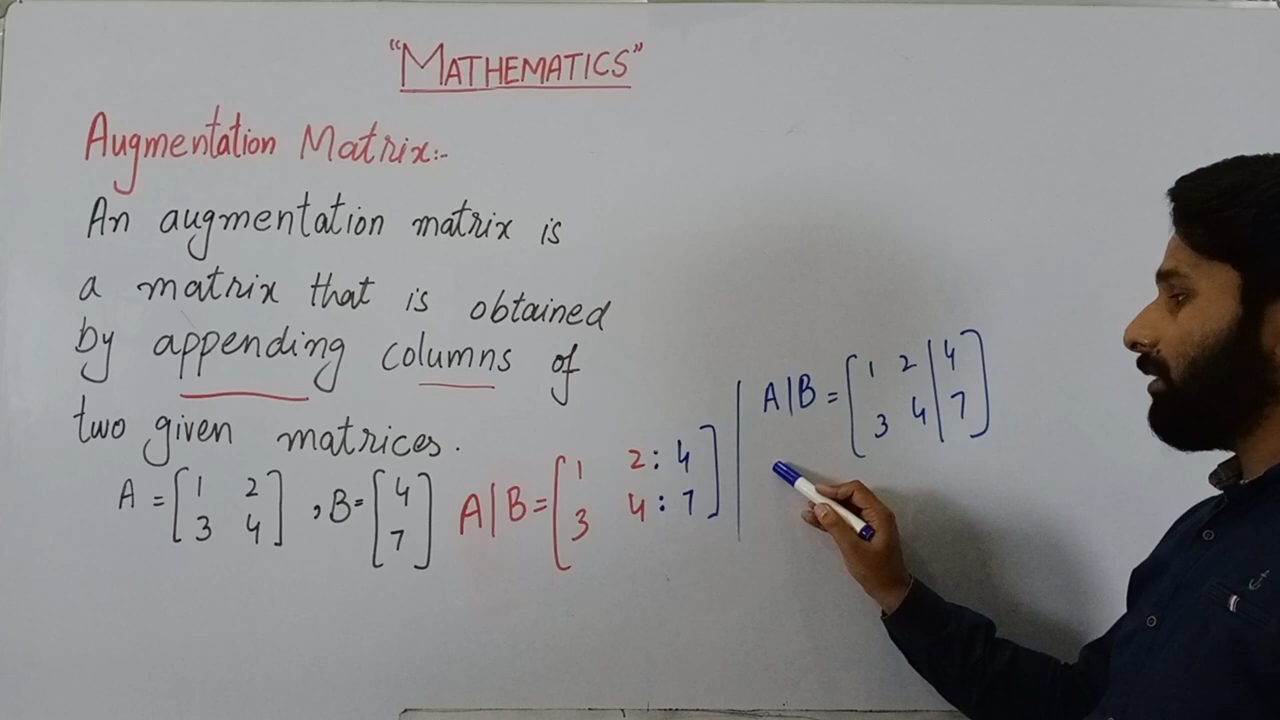 “MATHEMATICS”
Augmentation Matrix:-
An augmentation matrix is
a matrix that is obtained
by appending columns of
two given matrices.
A = [1 2
3 4] , B = [4
7] A|B = [1 2 : 4
3 4 : 7]
A|B = [1 2 | 4
3 4 | 7]